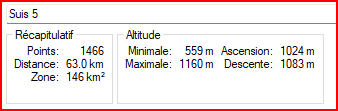 Suis 5
Récapitulatif
Points: 1466
Distance: 63.0 km
Zone: 146 km²
Altitude
Minimale: 559 m Ascension: 1024 m
Maximale: 1160 m Descente: 1083 m